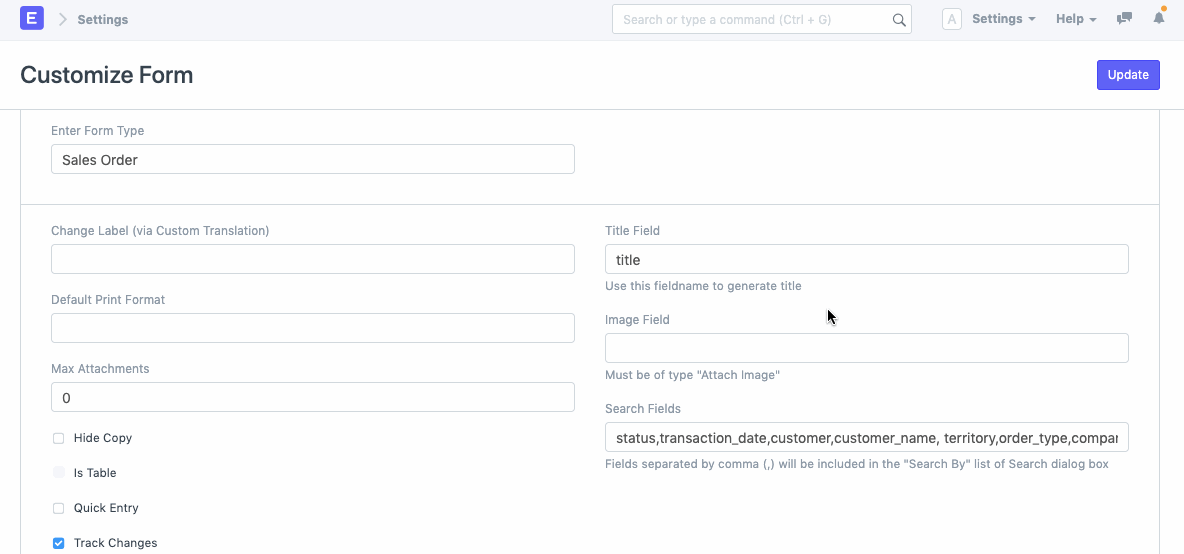 E Settings Search or type a command (Ctrl + G) A Settings Help
Customize Form Update
Enter Form Type
Sales Order
Change Label (via Custom Translation)
Default Print Format
Max Attachments
0
Hide Copy
Is Table
Quick Entry
Track Changes
Title Field
title
Use this fieldname to generate title
Image Field
Must be of type "Attach Image"
Search Fields
status,transaction_date,customer,customer_name, territory,order_type,compar
Fields separated by comma (,) will be included in the "Search By" list of Search dialog box